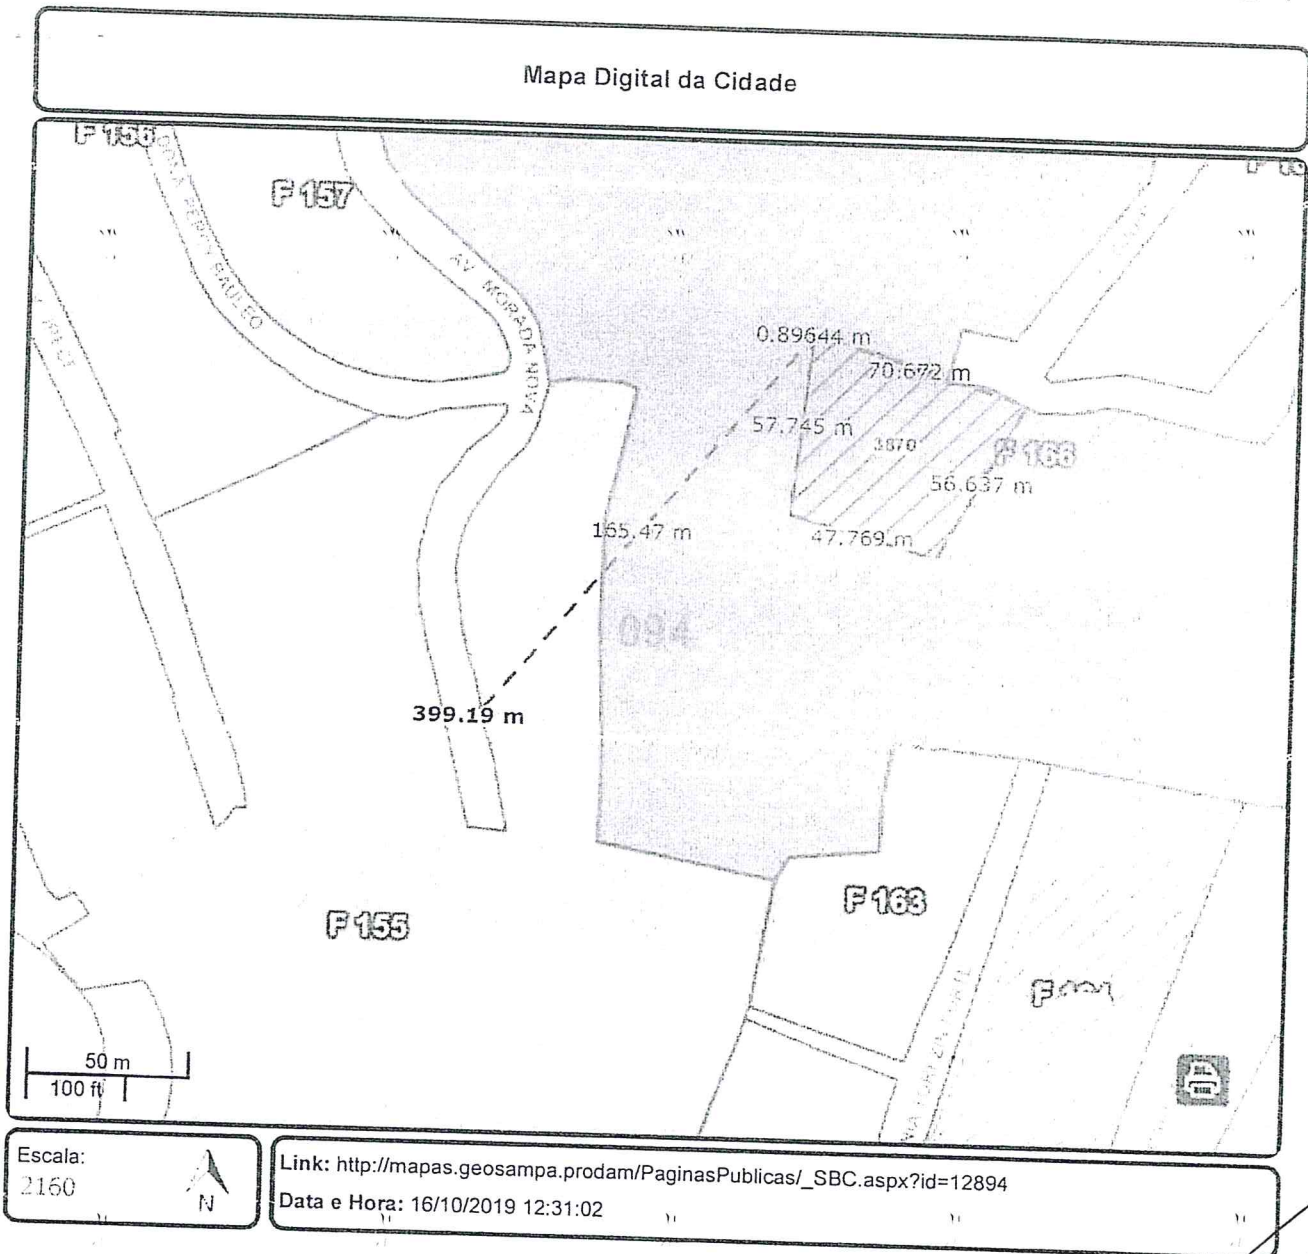 Mapa Digital da Cidade
F 156
F 157
AV MORADA NOVA
0.89644 m
70.672 m
57.745 m
3870
F 166
56.637 m
165.47 m
47.769 m
094
399.19 m
F 163
F 155
50 m
100 ft
Escala:
2160
N
Link: http://mapas.geosampa.prodam/PaginasPublicas/_SBC.aspx?id=12894
Data e Hora: 16/10/2019 12:31:02